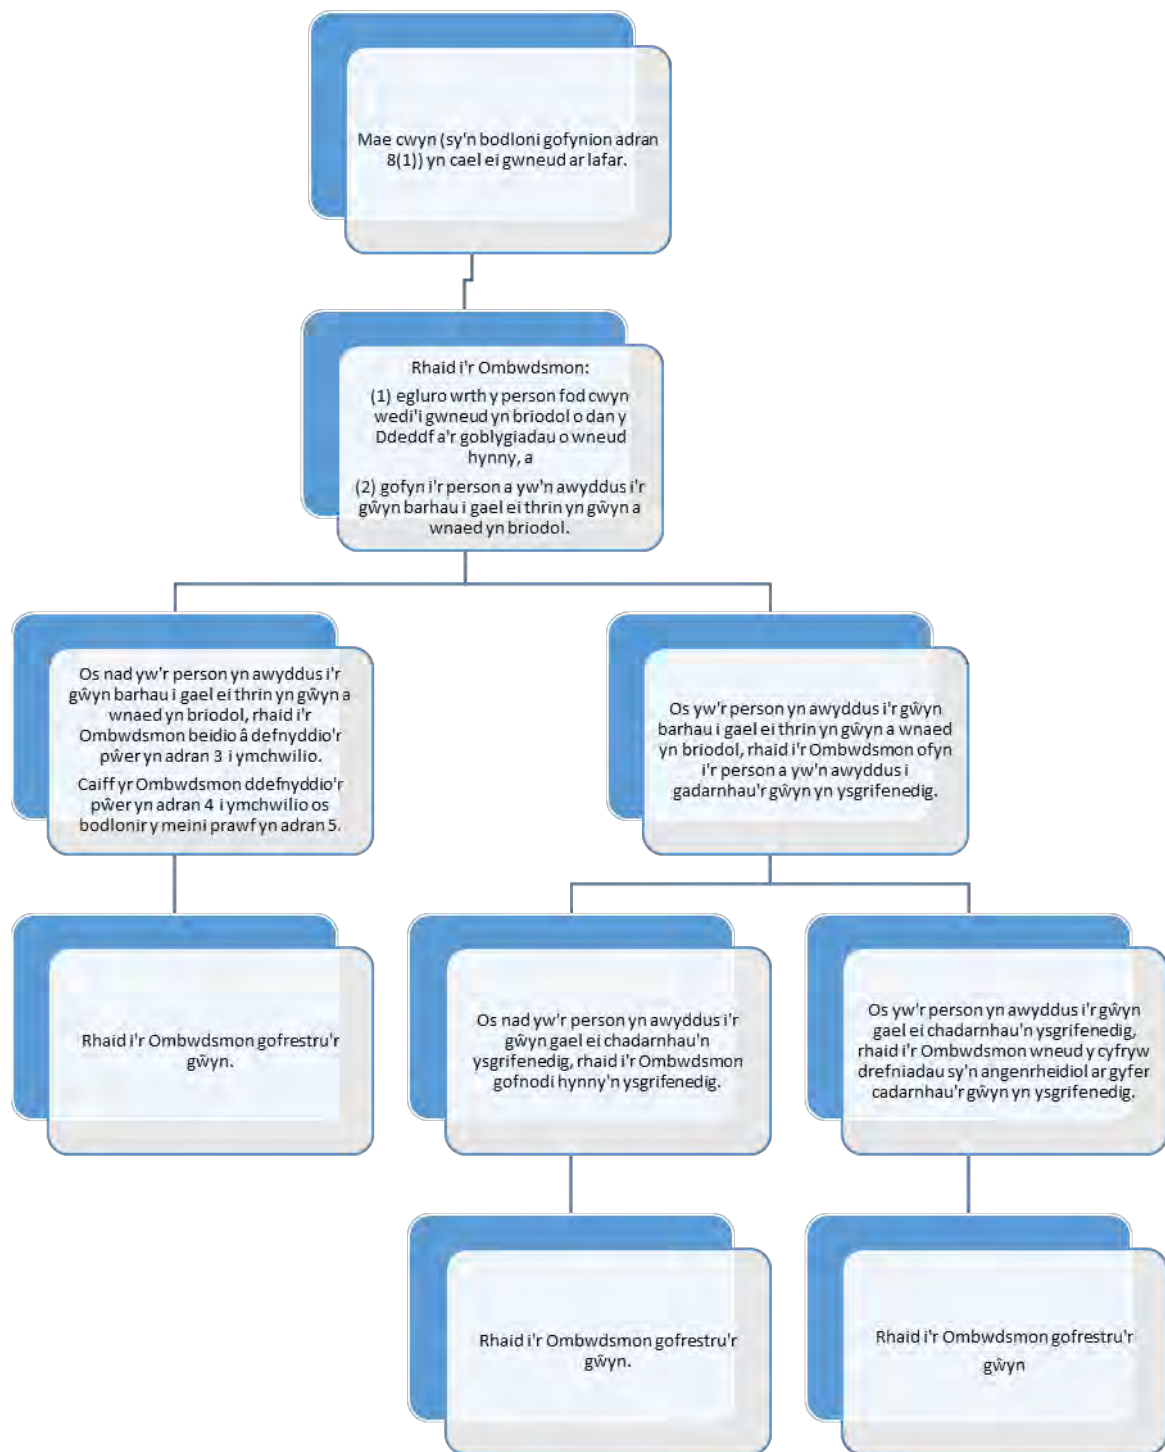 Mae cwyn (sy'n bodloni gofynion adran
8(1)) yn cael ei gwneud ar lafar.
Rhaid i'r Ombwdsmon:
(1) egluro wrth y person fod cwyn
wedi'i gwneud yn briodol o dan y
Ddeddf a'r goblygiadau o wneud
hynny, a
(2) gofyn i'r person a yw'n awyddus i'r
gŵyn barhau i gael ei thrin yn gŵyn a
wnaed yn briodol.
Os nad yw'r person yn awyddus i'r
gŵyn barhau i gael ei thrin yn gŵyn a
wnaed yn briodol, rhaid i'r
Ombwdsmon beidio â defnyddio'r
pŵer yn adran 3 i ymchwilio.
Caiff yr Ombwdsmon ddefnyddio'r
pŵer yn adran 4 i ymchwilio os
bodlonir y meini prawf yn adran 5.
Os yw'r person yn awyddus i'r gŵyn
barhau i gael ei thrin yn gŵyn a wnaed
yn briodol, rhaid i'r Ombwdsmon ofyn
i'r person a yw'n awyddus i
gadarnhau'r gŵyn yn ysgrifenedig.
Rhaid i'r Ombwdsmon gofrestru'r
gŵyn.
Os nad yw'r person yn awyddus i'r
gŵyn gael ei chadarnhau'n
ysgrifenedig, rhaid i'r Ombwdsmon
gofnodi hynny'n ysgrifenedig.
Os yw'r person yn awyddus i'r gŵyn
gael ei chadarnhau'n ysgrifenedig,
rhaid i'r Ombwdsmon wneud y cyfryw
drefniadau sy'n angenrheidiol ar gyfer
cadarnhau'r gŵyn yn ysgrifenedig.
Rhaid i'r Ombwdsmon gofrestru'r
gŵyn.
Rhaid i'r Ombwdsmon gofrestru'r
gŵyn